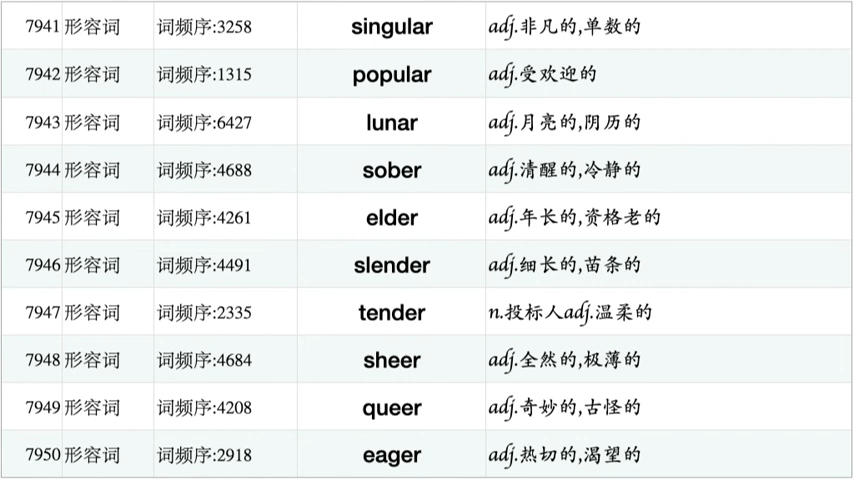 7941 形容词 词频序:3258 singular adj.非凡的,单数的
7942 形容词 词频序:1315 popular adj.受欢迎的
7943 形容词 词频序:6427 lunar adj.月亮的,阴历的
7944 形容词 词频序:4688 sober adj.清醒的,冷静的
7945 形容词 词频序:4261 elder adj.年长的,资格老的
7946 形容词 词频序:4491 slender adj.细长的,苗条的
7947 形容词 词频序:2335 tender n.投标人adj.温柔的
7948 形容词 词频序:4684 sheer adj.全然的,极薄的
7949 形容词 词频序:4208 queer adj.奇妙的,古怪的
7950 形容词 词频序:2918 eager adj.热切的,渴望的